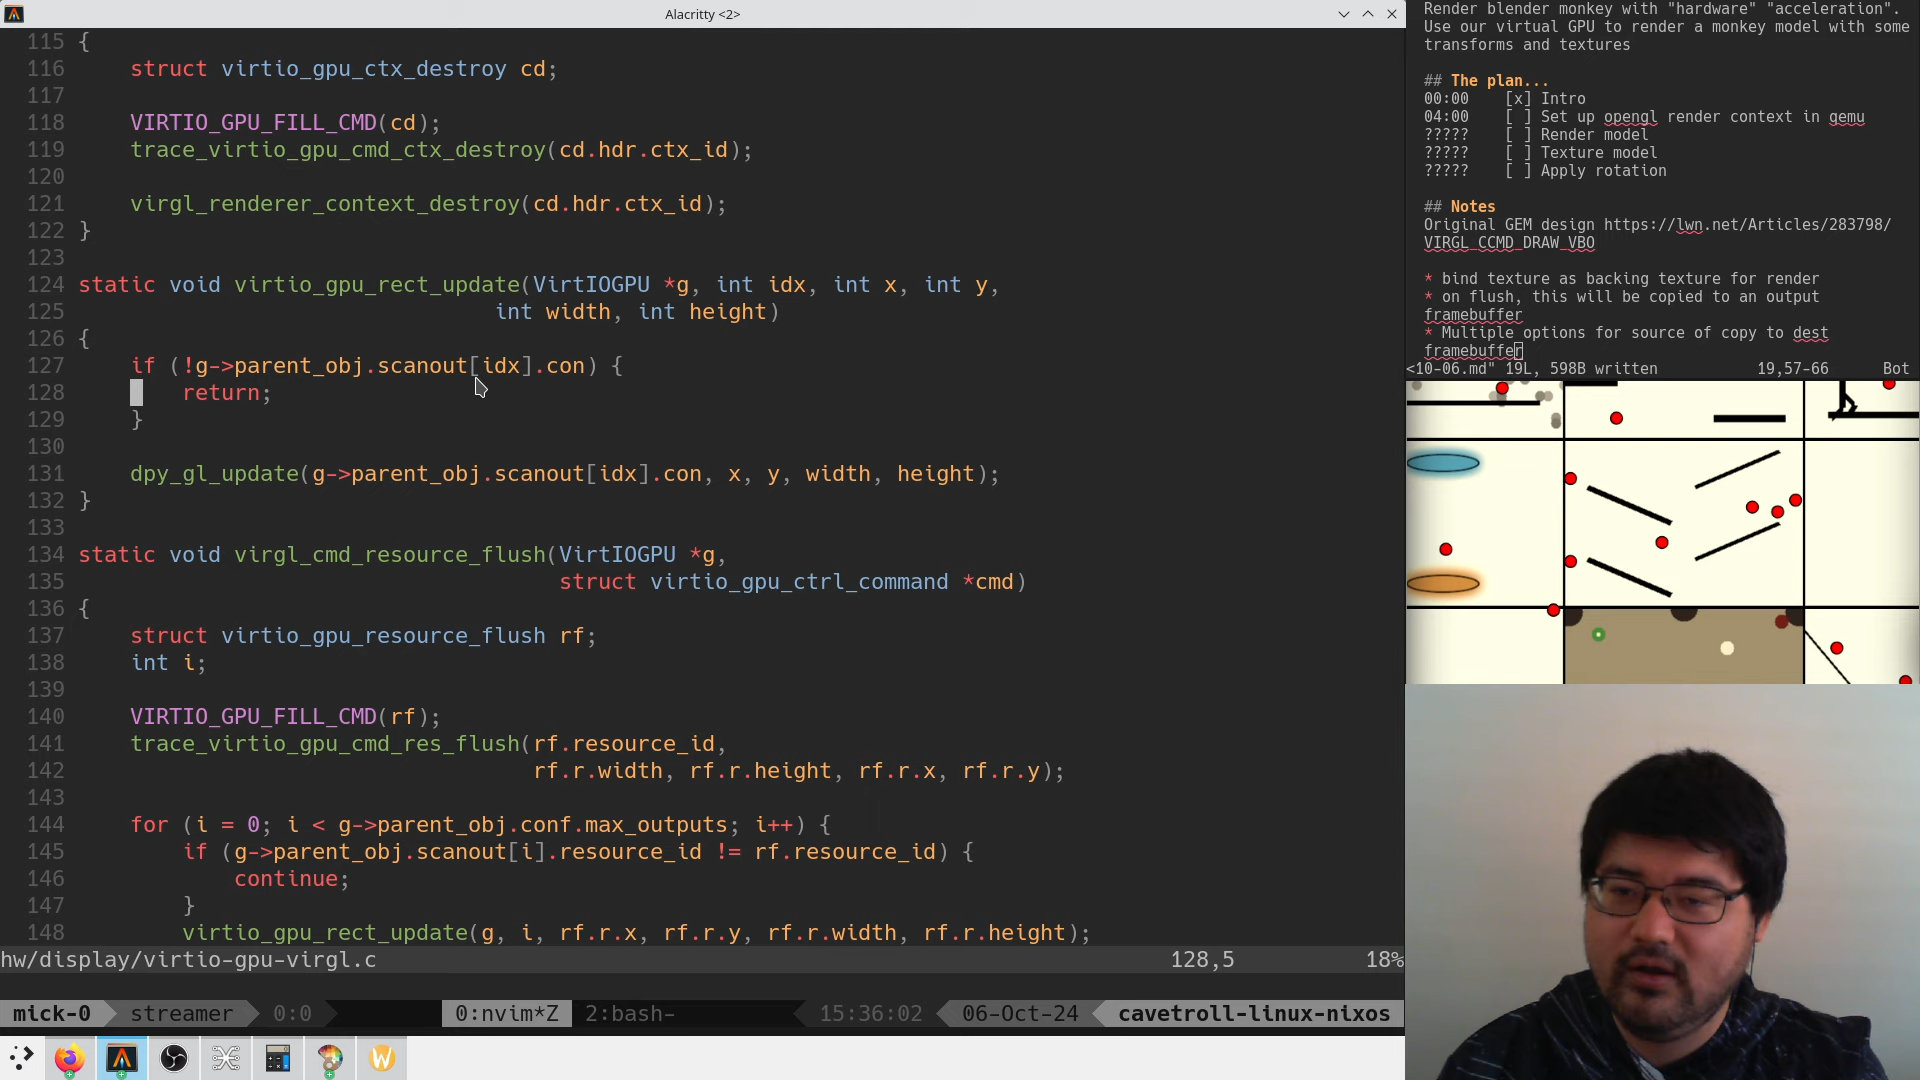 Alacritty <2>
115 {
116     struct virtio_gpu_ctx_destroy cd;
117
118     VIRTIO_GPU_FILL_CMD(cd);
119     trace_virtio_gpu_cmd_ctx_destroy(cd.hdr.ctx_id);
120
121     virgl_renderer_context_destroy(cd.hdr.ctx_id);
122 }
123
124 static void virtio_gpu_rect_update(VirtIOGPU *g, int idx, int x, int y,
125                                 int width, int height)
126 {
127     if (!g->parent_obj.scanout[idx].con) {
128         return;
129     }
130
131     dpy_gl_update(g->parent_obj.scanout[idx].con, x, y, width, height);
132 }
133
134 static void virgl_cmd_resource_flush(VirtIOGPU *g,
135                                      struct virtio_gpu_ctrl_command *cmd)
136 {
137     struct virtio_gpu_resource_flush rf;
138     int i;
139
140     VIRTIO_GPU_FILL_CMD(rf);
141     trace_virtio_gpu_cmd_res_flush(rf.resource_id,
142                                    rf.r.width, rf.r.height, rf.r.x, rf.r.y);
143
144     for (i = 0; i < g->parent_obj.conf.max_outputs; i++) {
145         if (g->parent_obj.scanout[i].resource_id != rf.resource_id) {
146             continue;
147         }
148         virtio_gpu_rect_update(g, i, rf.r.x, rf.r.y, rf.r.width, rf.r.height);
hw/display/virtio-gpu-virgl.c 128,5 18%
mick-0 streamer 0:0 0:nvim*Z 2:bash- 15:36:02 06-Oct-24 cavetroll-linux-nixos
Render blender monkey with "hardware" "acceleration".
Use our virtual GPU to render a monkey model with some
transforms and textures
## The plan...
00:00 [x] Intro
04:00 [ ] Set up opengl render context in qemu
????? [ ] Render model
????? [ ] Texture model
????? [ ] Apply rotation
## Notes
Original GEM design https://lwn.net/Articles/283798/
VIRGL_CCMD_DRAW_VBO
* bind texture as backing texture for render
* on flush, this will be copied to an output
framebuffer
* Multiple options for source of copy to dest
framebuffer
<10-06.md" 19L, 598B written 19,57-66 Bot
W